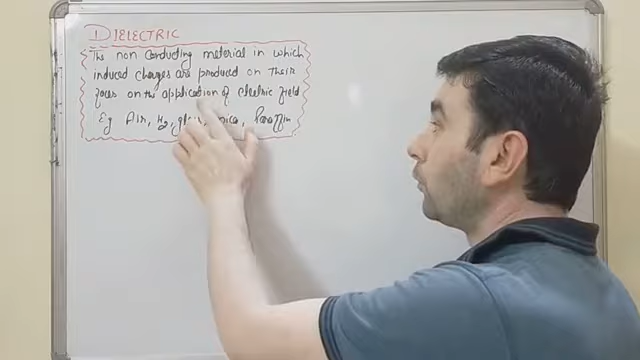 DIELECTRIC
The non conducting material in which
induced charges are produced on their
faces on the application of electric field
Eg Air, H2, glass, mica, Paraffin